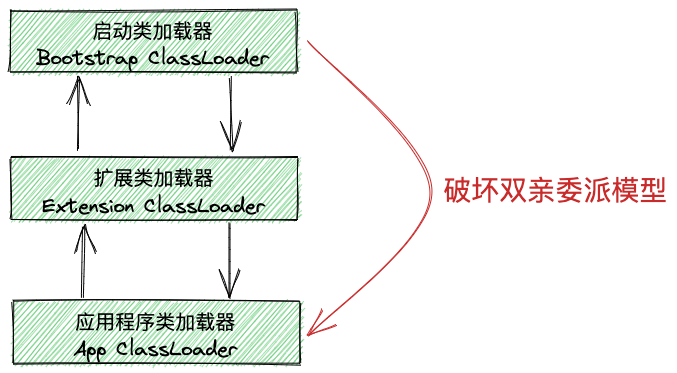 启动类加载器
Bootstrap ClassLoader
扩展类加载器
Extension ClassLoader
破坏双亲委派模型
应用程序类加载器
App ClassLoader